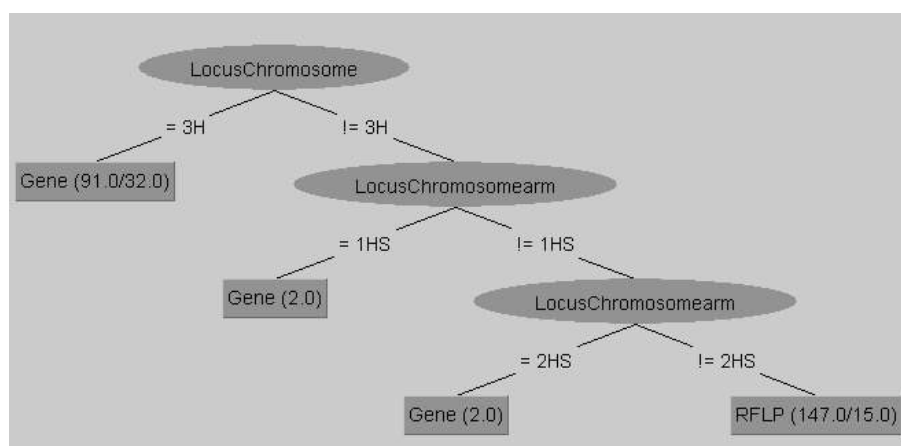 LocusChromosome
= 3H
!= 3H
Gene (91.0/32.0)
LocusChromosomearm
= 1HS
!= 1HS
Gene (2.0)
LocusChromosomearm
= 2HS
!= 2HS
Gene (2.0)
RFLP (147.0/15.0)